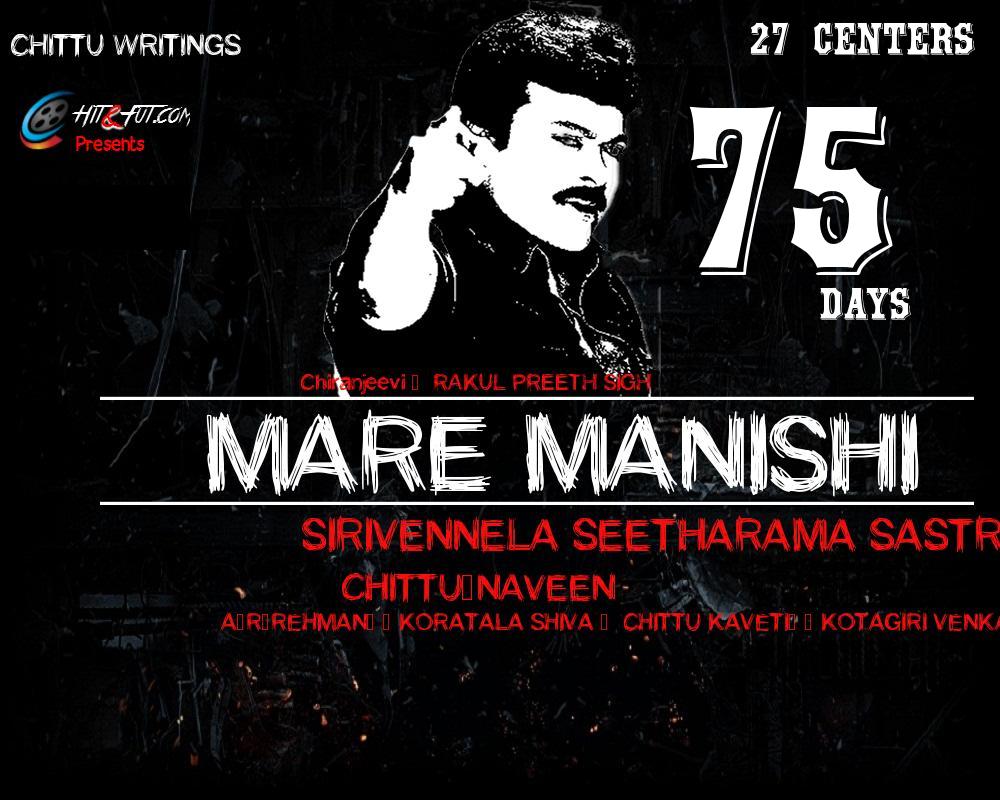 CHITTU WRITINGS
27 CENTERS
HIT&FUT.COM
Presents
75
DAYS
Chiranjeevi RAKUL PREETH SIGH
MARE MANISHI
SIRIVENNELA SEETHARAMA SASTR
CHITTU NAVEEN
A R REHMAN KORATALA SHIVA CHITTU KAVETI KOTAGIRI VENKA